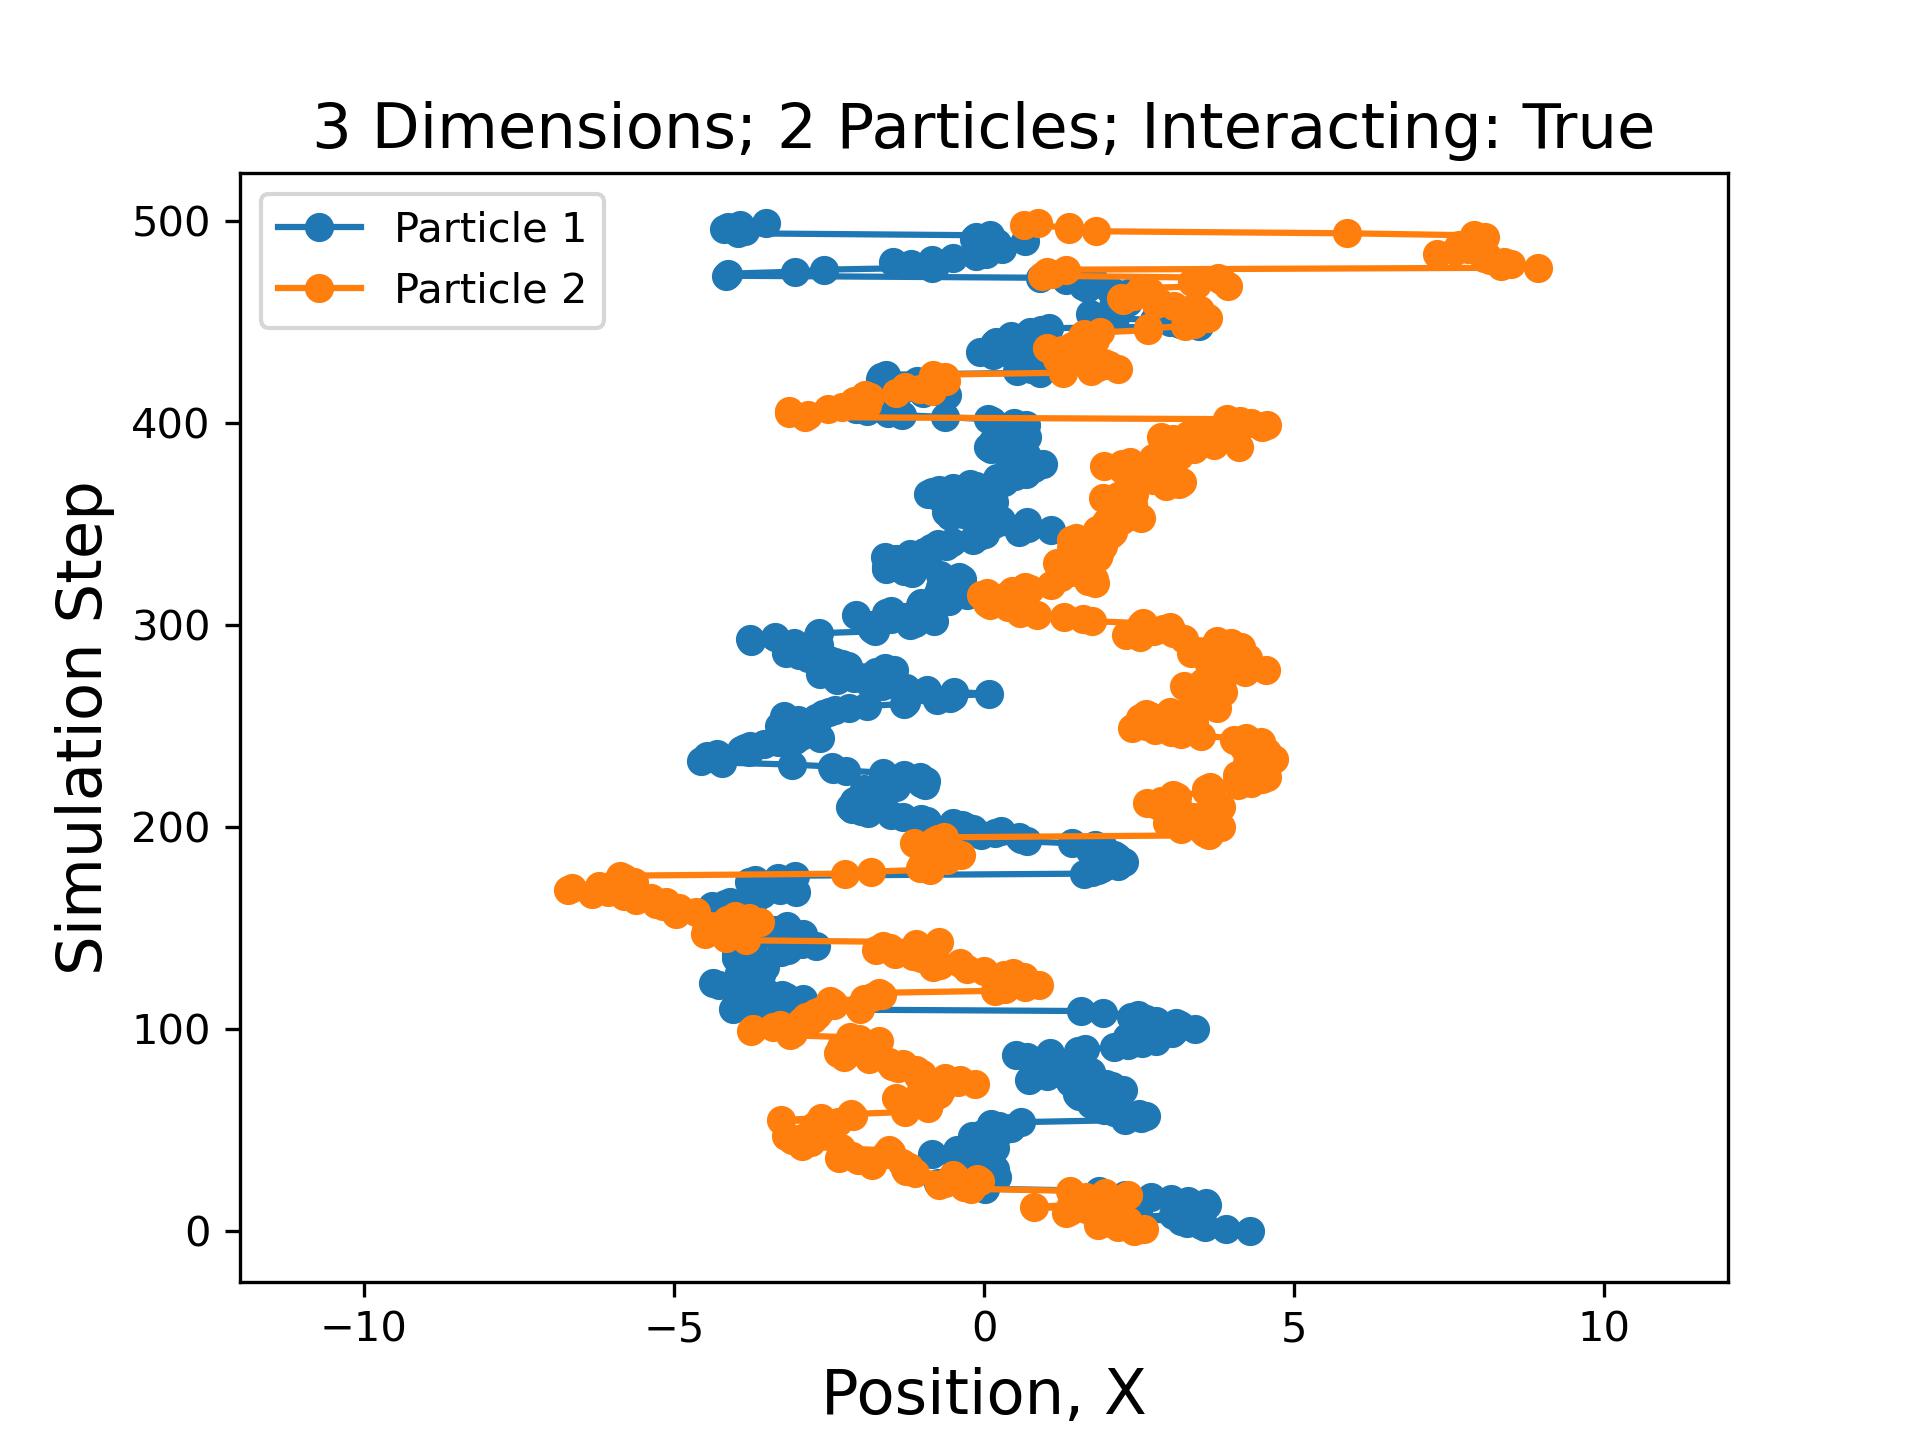 3 Dimensions; 2 Particles; Interacting: True
Particle 1
Particle 2
Simulation Step
500
400
300
200
100
0
−10
−5
0
5
10
Position, X